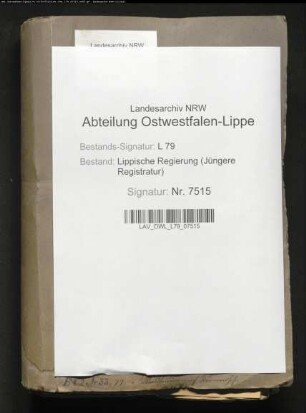 Landesarchiv NRW
Landesarchiv NRW
Abteilung Ostwestfalen-Lippe
Bestands-Signatur: L 79
Bestand: Lippische Regierung (Jüngere
Registratur)
Signatur: Nr. 7515
LAV_OWL_L79_07515